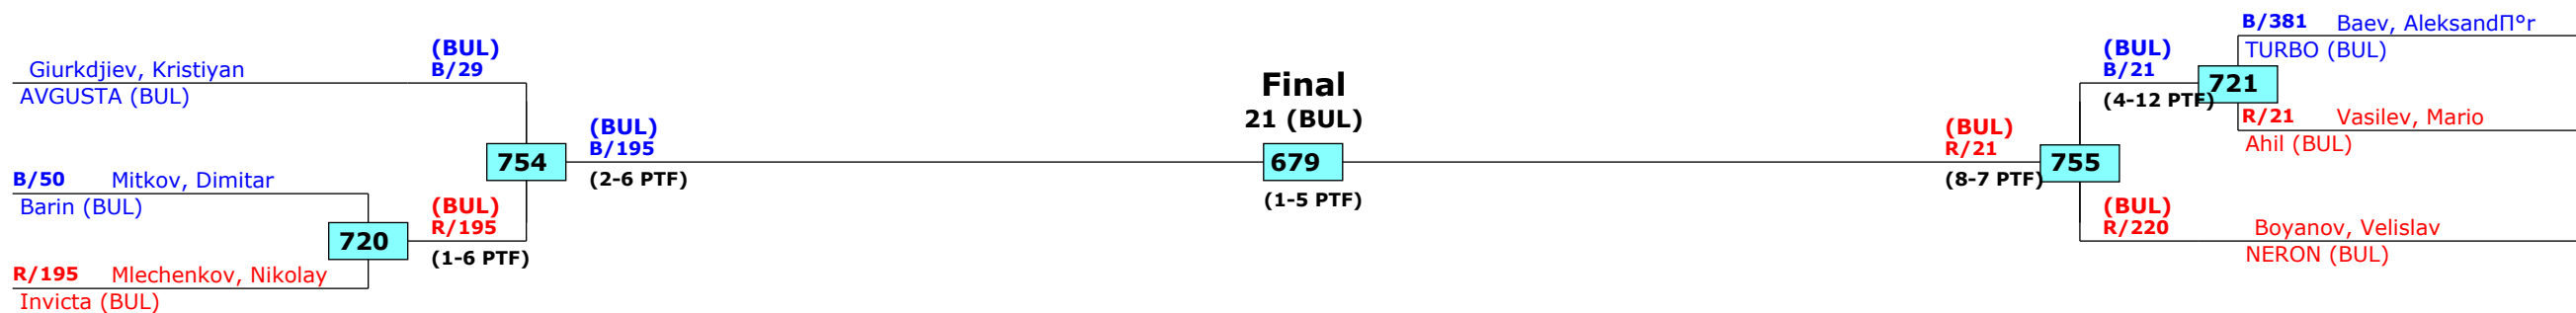 (BUL)
B/29
Giurkdjiev, Kristiyan
AVGUSTA (BUL)
754
(BUL)
B/195
(2-6 PTF)
B/50 Mitkov, Dimitar
Barin (BUL)
720
(BUL)
R/195
(1-6 PTF)
R/195 Mlechenkov, Nikolay
Invicta (BUL)
Final
21 (BUL)
679
(1-5 PTF)
B/381 Baev, AleksandП°r
TURBO (BUL)
(BUL)
B/21
(4-12 PTF)
721
R/21 Vasilev, Mario
Ahil (BUL)
(BUL)
R/21
(8-7 PTF)
755
(BUL)
R/220
Boyanov, Velislav
NERON (BUL)